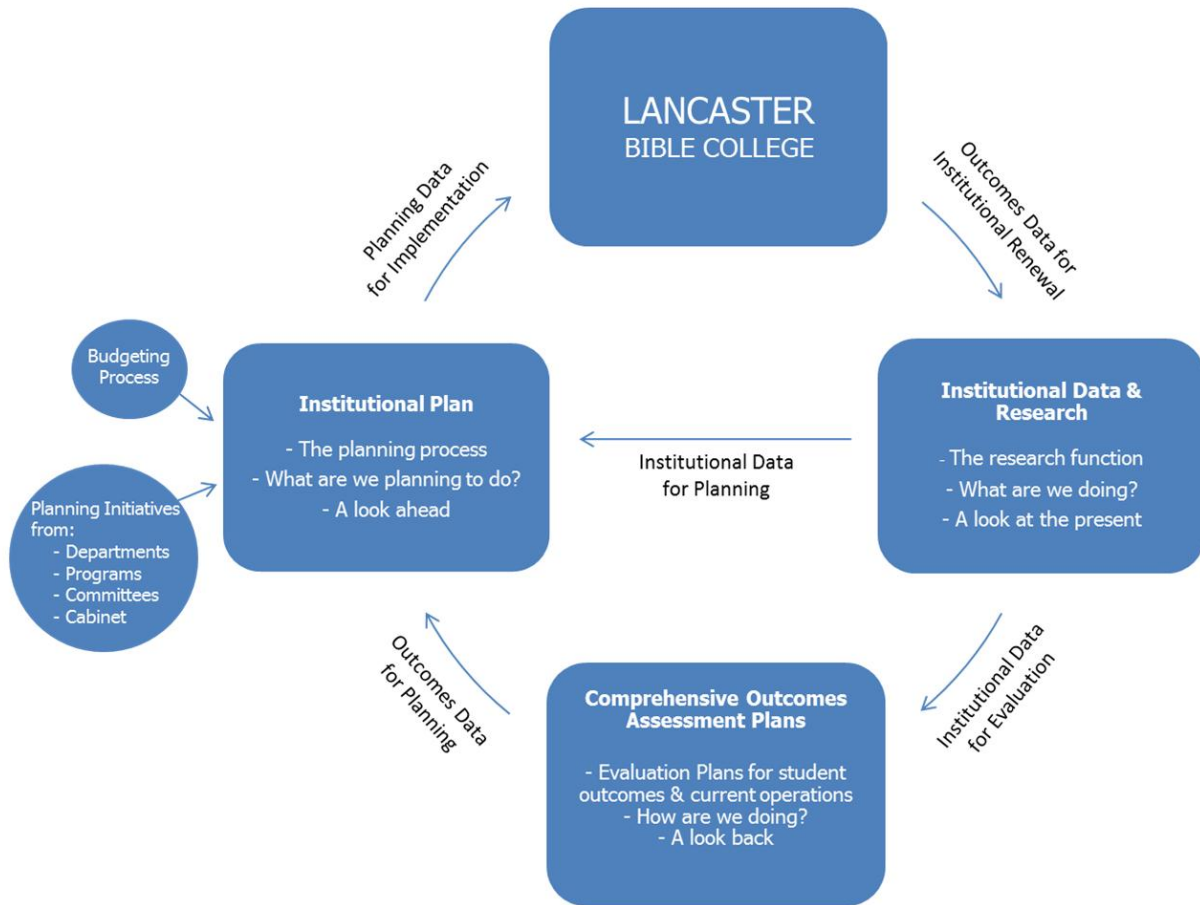 LANCASTER
BIBLE COLLEGE
Planning Data
for Implementation
Outcomes Data for
Institutional Renewal
Budgeting
Process
Institutional Plan
- The planning process
- What are we planning to do?
- A look ahead
Institutional Data
for Planning
Institutional Data &
Research
- The research function
- What are we doing?
- A look at the present
Planning Initiatives
from:
- Departments
- Programs
- Committees
- Cabinet
Outcomes Data
for Planning
Comprehensive Outcomes
Assessment Plans
- Evaluation Plans for student
outcomes & current operations
- How are we doing?
- A look back
Institutional Data
for Evaluation